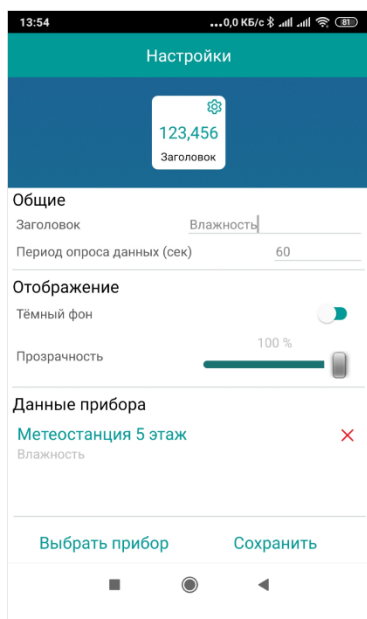 13:54 ...0,0 КБ/с 81
Настройки
123,456
Заголовок
Общие
Заголовок Влажность
Период опроса данных (сек) 60
Отображение
Тёмный фон
100 %
Прозрачность
Данные прибора
Метеостанция 5 этаж
Влажность
Выбрать прибор Сохранить